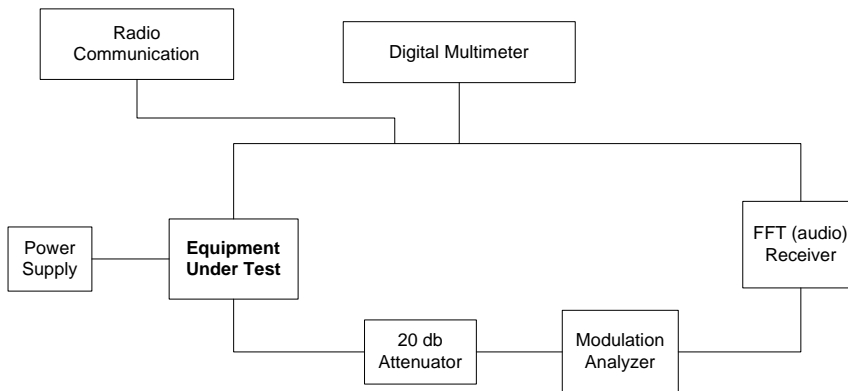 Radio
Communication
Digital Multimeter
Power
Supply
Equipment
Under Test
FFT (audio)
Receiver
20 db
Attenuator
Modulation
Analyzer